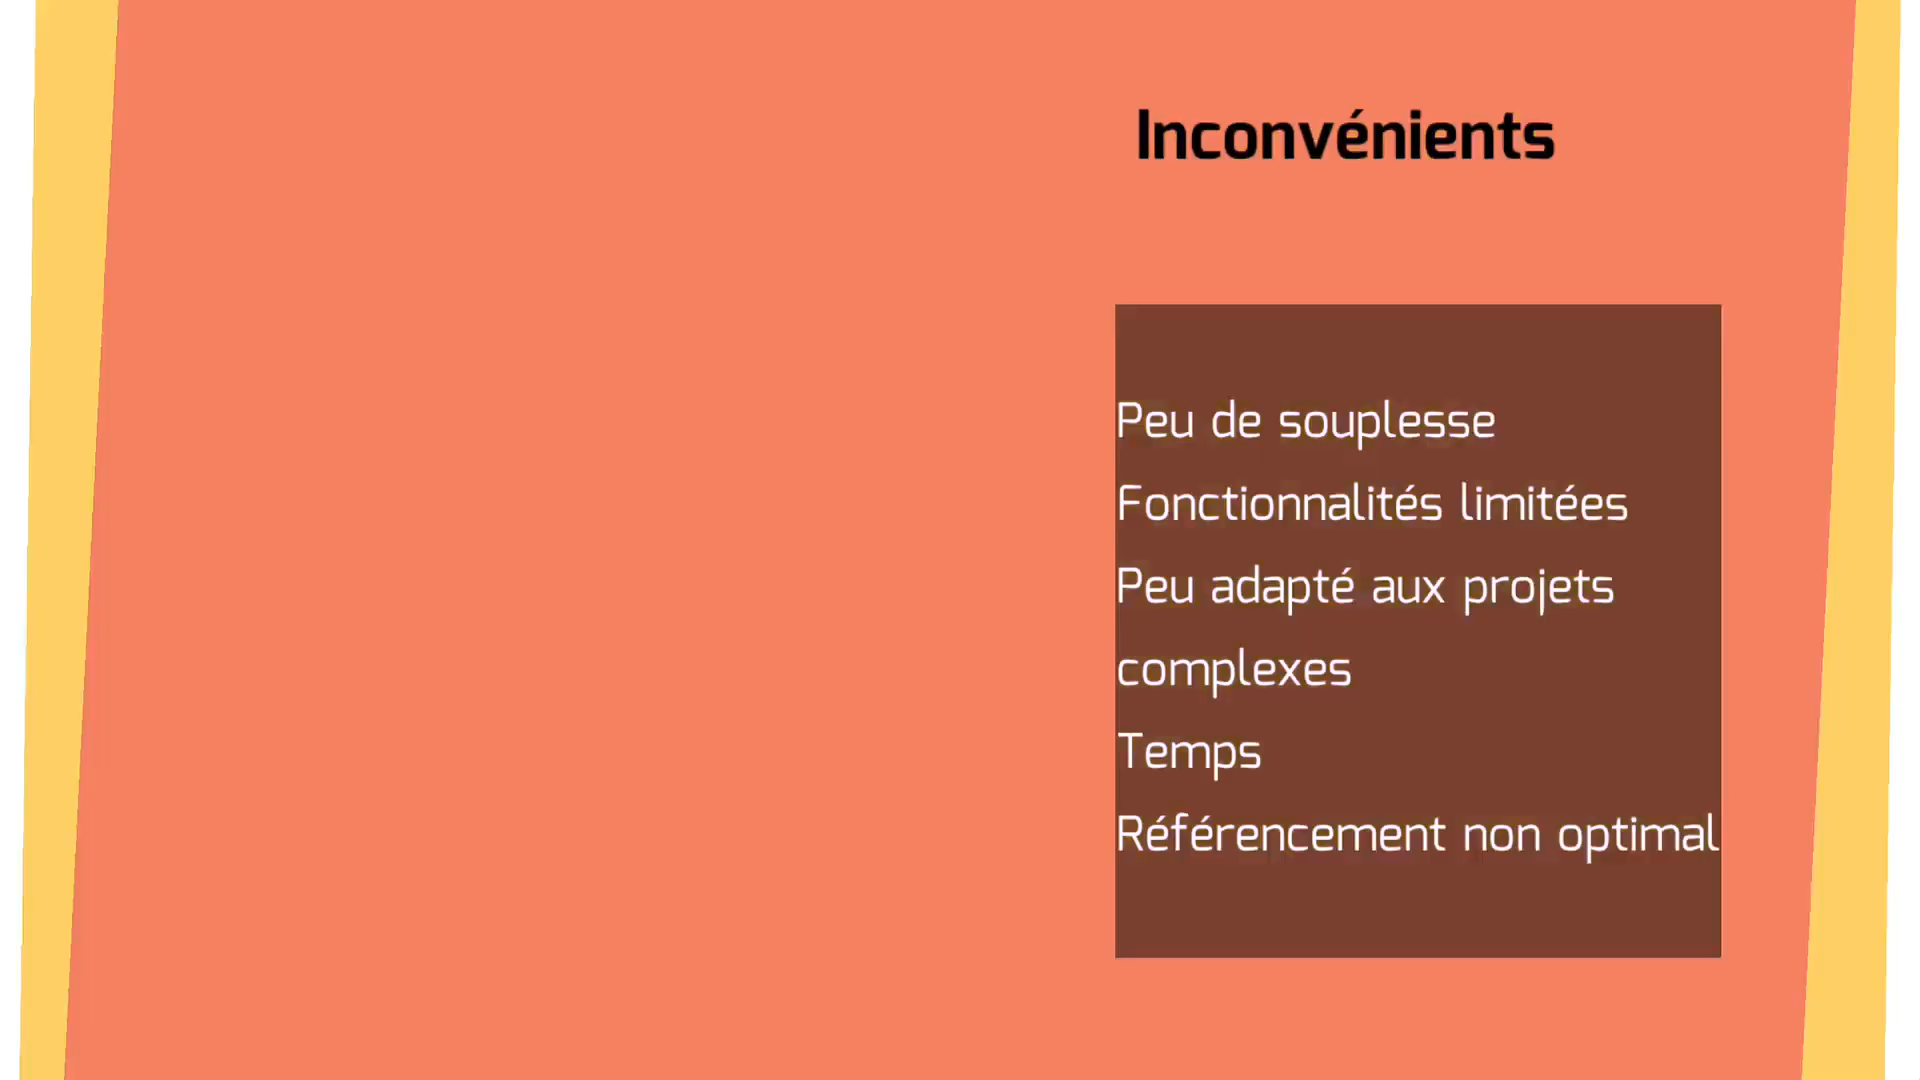 Inconvénients
Peu de souplesse
Fonctionnalités limitées
Peu adapté aux projets
complexes
Temps
Référencement non optimal